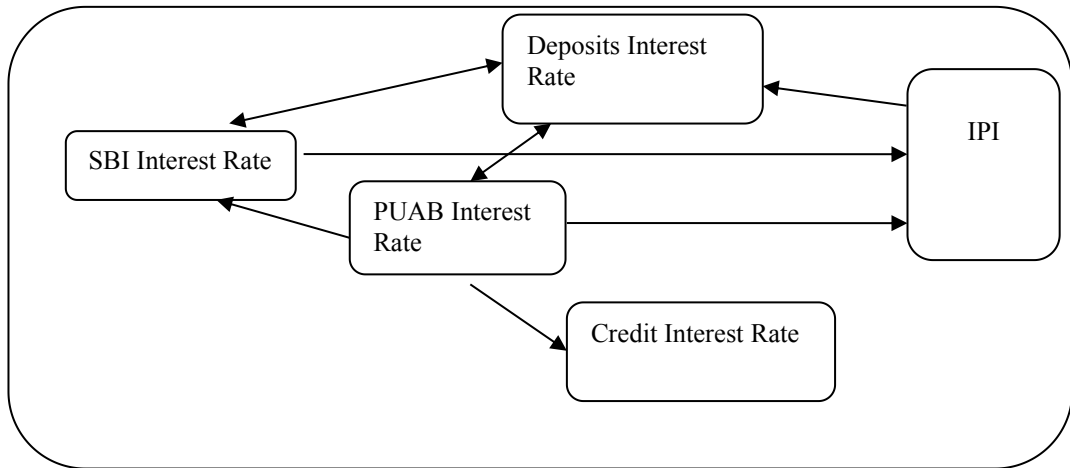 Deposits Interest
Rate
IPI
SBI Interest Rate
PUAB Interest
Rate
Credit Interest Rate